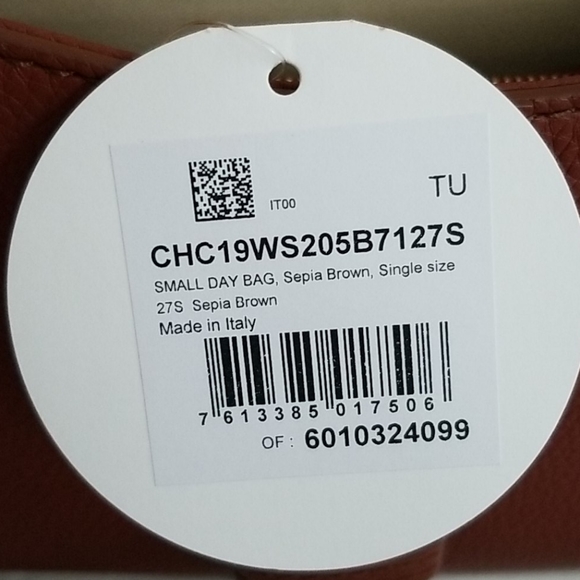 TU
IT00
CHC19WS205B7127S
SMALL DAY BAG, Sepia Brown, Single size
27S Sepia Brown
Made in Italy
7 613385 017506
OF : 6010324099